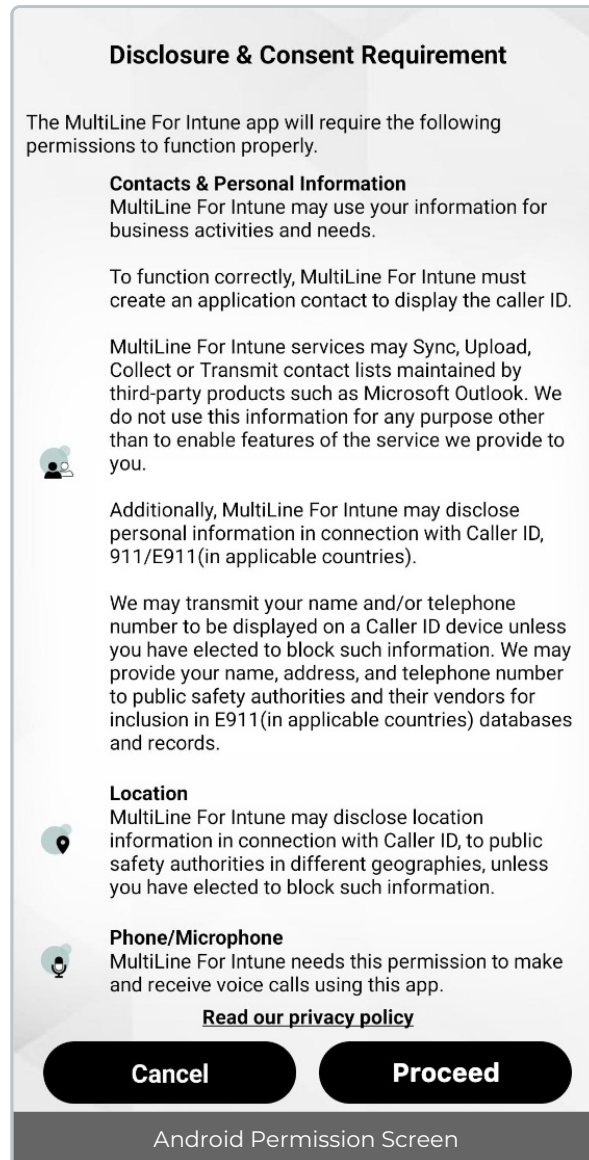 Disclosure & Consent Requirement
The MultiLine For Intune app will require the following
permissions to function properly.
Contacts & Personal Information
MultiLine For Intune may use your information for
business activities and needs.
To function correctly, MultiLine For Intune must
create an application contact to display the caller ID.
MultiLine For Intune services may Sync, Upload,
Collect or Transmit contact lists maintained by
third-party products such as Microsoft Outlook. We
do not use this information for any purpose other
than to enable features of the service we provide to
you.
Additionally, MultiLine For Intune may disclose
personal information in connection with Caller ID,
911/E911(in applicable countries).
We may transmit your name and/or telephone
number to be displayed on a Caller ID device unless
you have elected to block such information. We may
provide your name, address, and telephone number
to public safety authorities and their vendors for
inclusion in E911(in applicable countries) databases
and records.
Location
MultiLine For Intune may disclose location
information in connection with Caller ID, to public
safety authorities in different geographies, unless
you have elected to block such information.
Phone/Microphone
MultiLine For Intune needs this permission to make
and receive voice calls using this app.
Read our privacy policy
Cancel Proceed
Android Permission Screen